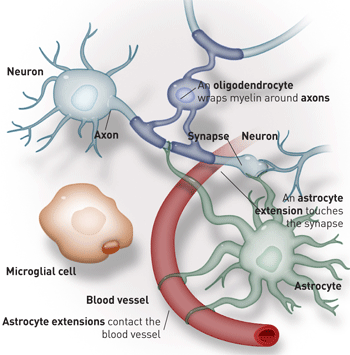 Neuron
An oligodendrocyte
wraps myelin around axons
Axon
Synapse
Neuron
An astrocyte
extension touches
the synapse
Microglial cell
Astrocyte
Blood vessel
Astrocyte extensions contact the
blood vessel